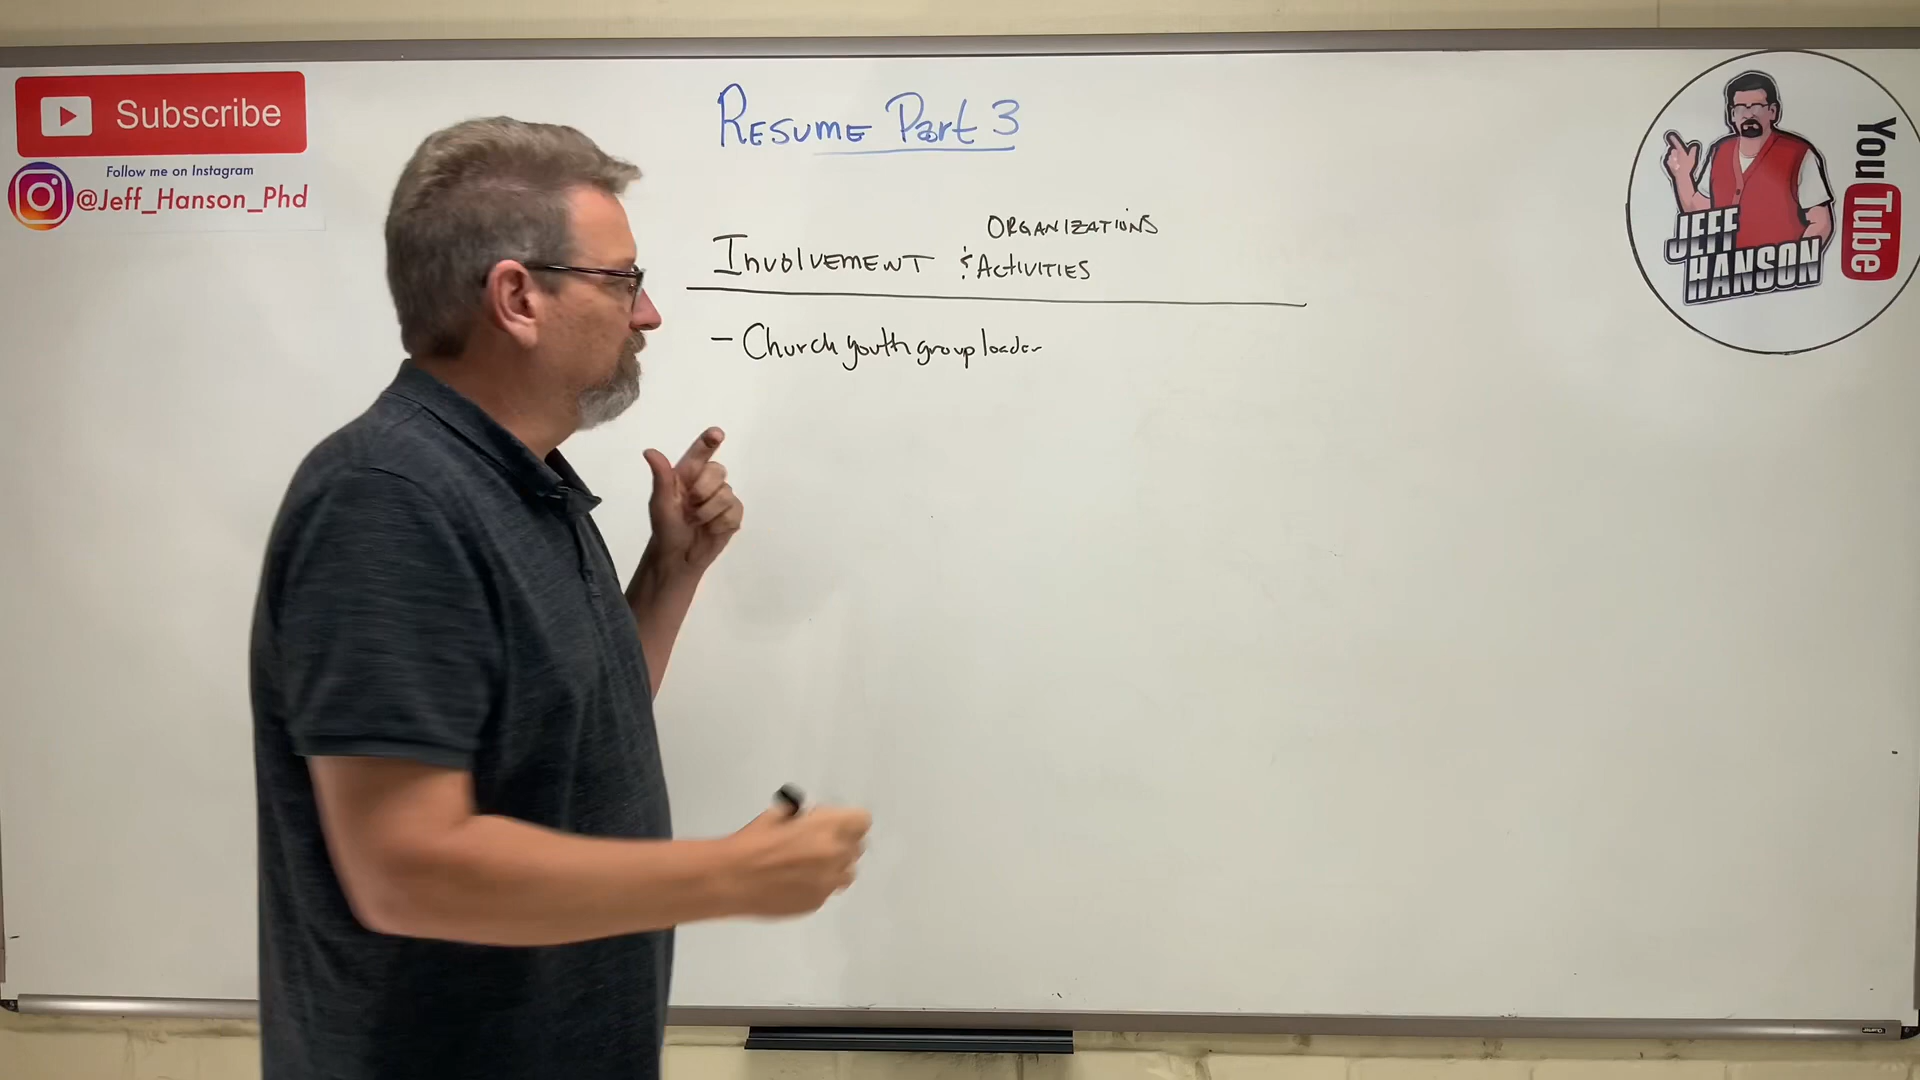 Subscribe
Follow me on Instagram
@Jeff_Hanson_Phd
RESUME Part 3
ORGANIZATIONS
INVOLVEMENT & ACTIVITIES
- Church youth group leader
JEFF
HANSON
YouTube